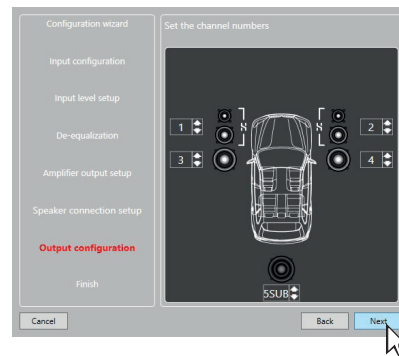 Configuration wizard
Set the channel numbers
Input configuration
Input level setup
De-equalization
Amplifier output setup
Speaker connection setup
Output configuration
Finish
1
2
3
4
5SUB
Cancel
Back
Next